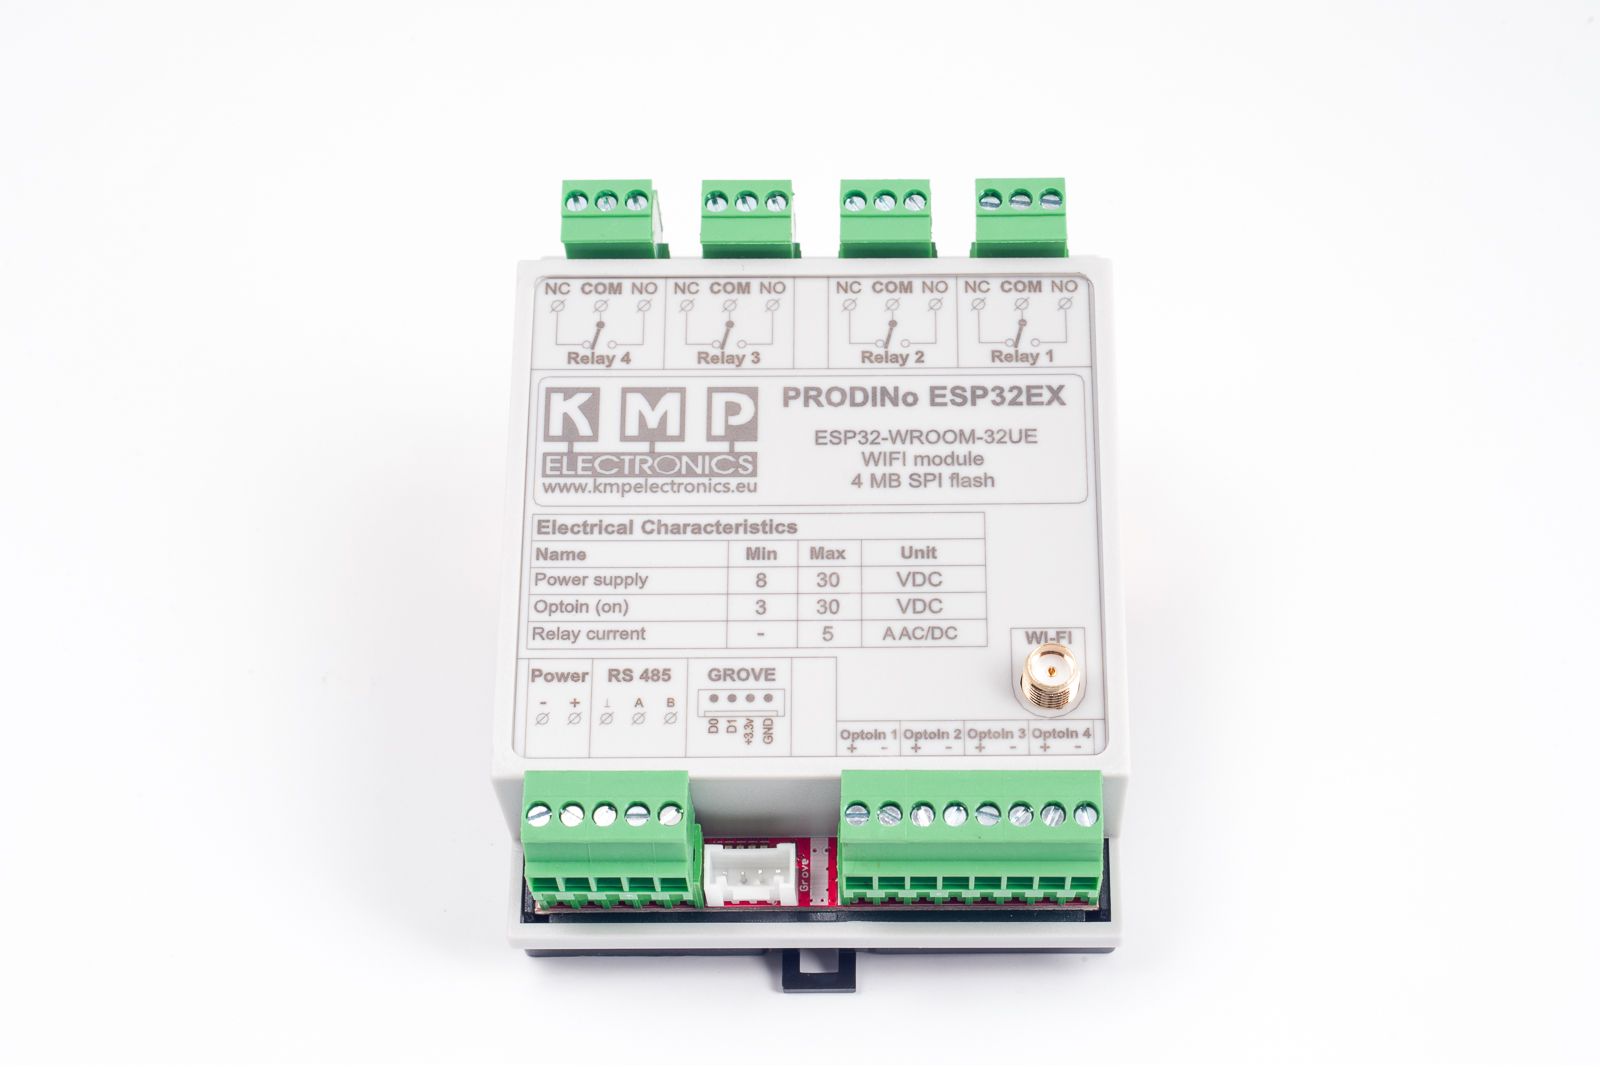 NC COM NO NC COM NO NC COM NO NC COM NO
Relay 4 Relay 3 Relay 2 Relay 1
KMP
ELECTRONICS
www.kmpelectronics.eu
PRODINo ESP32EX
ESP32-WROOM-32UE
WIFI module
4 MB SPI flash
Electrical Characteristics
Name Min Max Unit
Power supply 8 30 VDC
Optoin (on) 3 30 VDC
Relay current - 5 A AC/DC
WI-FI
Power RS 485 GROVE
- + ⊥ A B
D0 D1 +3.3v GND
OptoIn 1 OptoIn 2 OptoIn 3 OptoIn 4
+ - + - + - + -
Grove